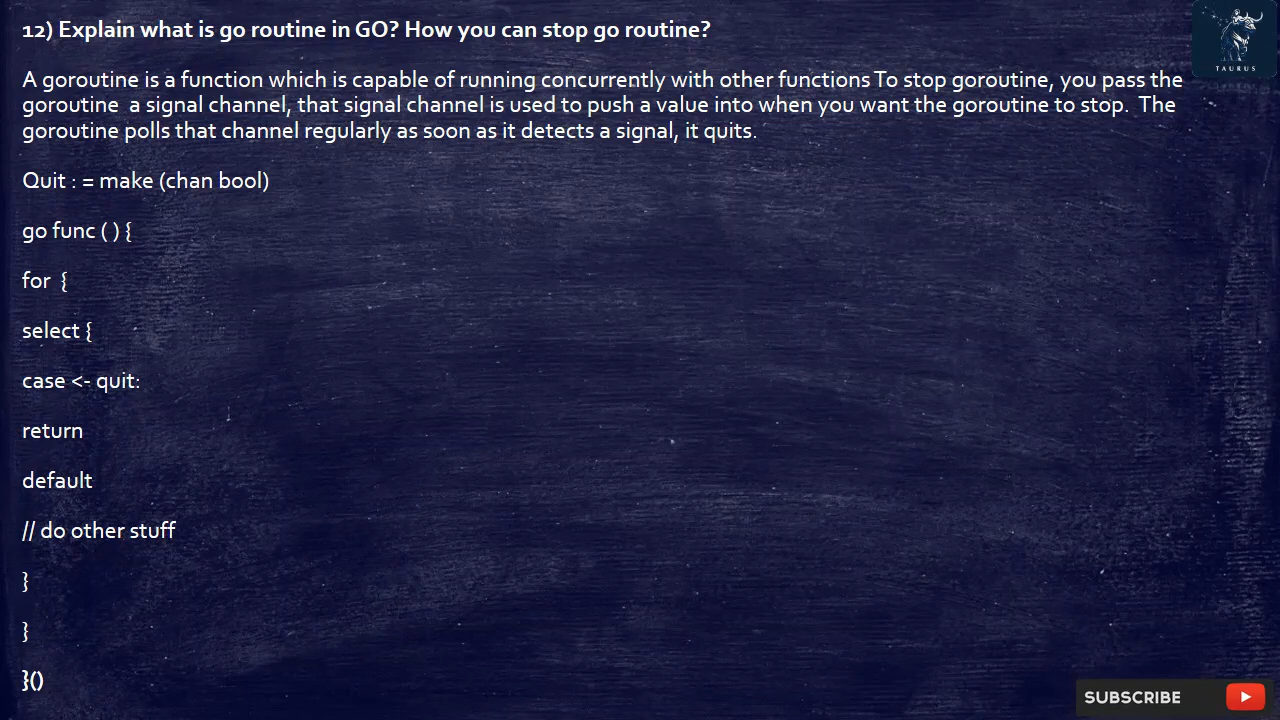 12) Explain what is go routine in GO? How you can stop go routine?
TAURUS
A goroutine is a function which is capable of running concurrently with other functions To stop goroutine, you pass the
goroutine  a signal channel, that signal channel is used to push a value into when you want the goroutine to stop.  The
goroutine polls that channel regularly as soon as it detects a signal, it quits.
Quit : = make (chan bool)
go func ( ) {
for  {
select {
case <- quit:
return
default
// do other stuff
}
}
}()
SUBSCRIBE